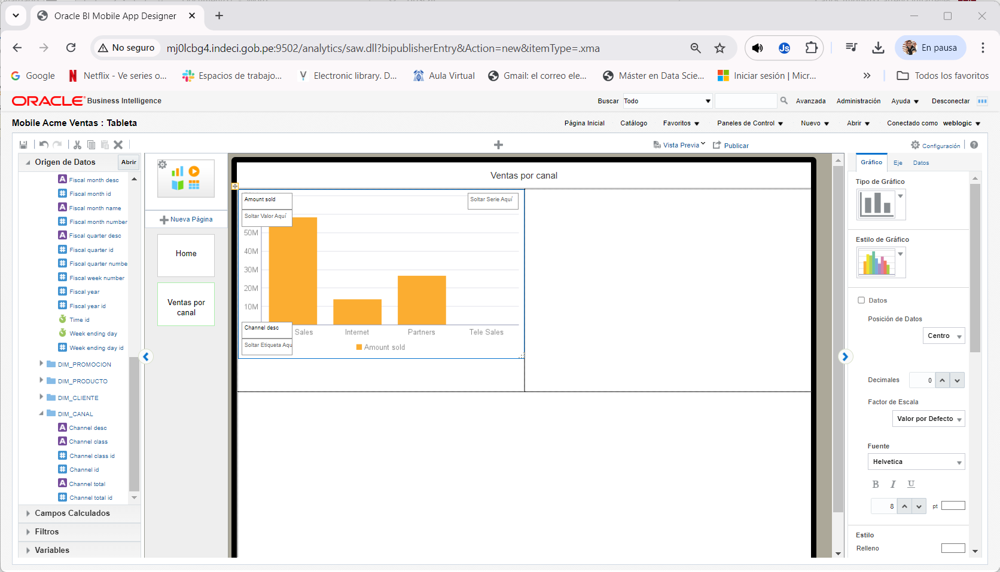 Oracle BI Mobile App Designer
No seguro
mj0lcbg4.indeci.gob.pe:9502/analytics/saw.dll?bipublisherEntry&Action=new&itemType=.xma
JS
En pausa
Google
Netflix - Ve series o...
Espacios de trabajo...
Electronic library. D...
Aula Virtual
Gmail: el correo ele...
Máster en Data Scie...
Iniciar sesión | Micr...
Todos los favoritos
ORACLE Business Intelligence
Buscar
Todo
Avanzada
Administración
Ayuda
Desconectar
Mobile Acme Ventas : Tableta
Página Inicial
Catálogo
Favoritos
Paneles de Control
Nuevo
Abrir
Conectado como weblogic
Vista Previa
Publicar
Configuración
Origen de Datos
Abrir
Fiscal month desc
Fiscal month id
Fiscal month name
Fiscal month number
Fiscal quarter desc
Fiscal quarter id
Fiscal quarter numbe
Fiscal week number
Fiscal year
Fiscal year id
Time id
Week ending day
Week ending day id
DIM_PROMOCION
DIM_PRODUCTO
DIM_CLIENTE
DIM_CANAL
Channel desc
Channel class
Channel class id
Channel id
Channel total
Channel total id
Campos Calculados
Filtros
Variables
Nueva Página
Home
Ventas por
canal
Ventas por canal
Amount sold
Soltar Serie Aquí
Soltar Valor Aquí
50M
40M
30M
20M
10M
Channel desc
Sales
Internet
Partners
Tele Sales
Soltar Etiqueta Aqu
Amount sold
Gráfico
Eje
Datos
Tipo de Gráfico
Estilo de Gráfico
Datos
Posición de Datos
Centro
Decimales
0
Factor de Escala
Valor por Defecto
Fuente
Helvetica
B I U
8
pt
Estilo
Relleno